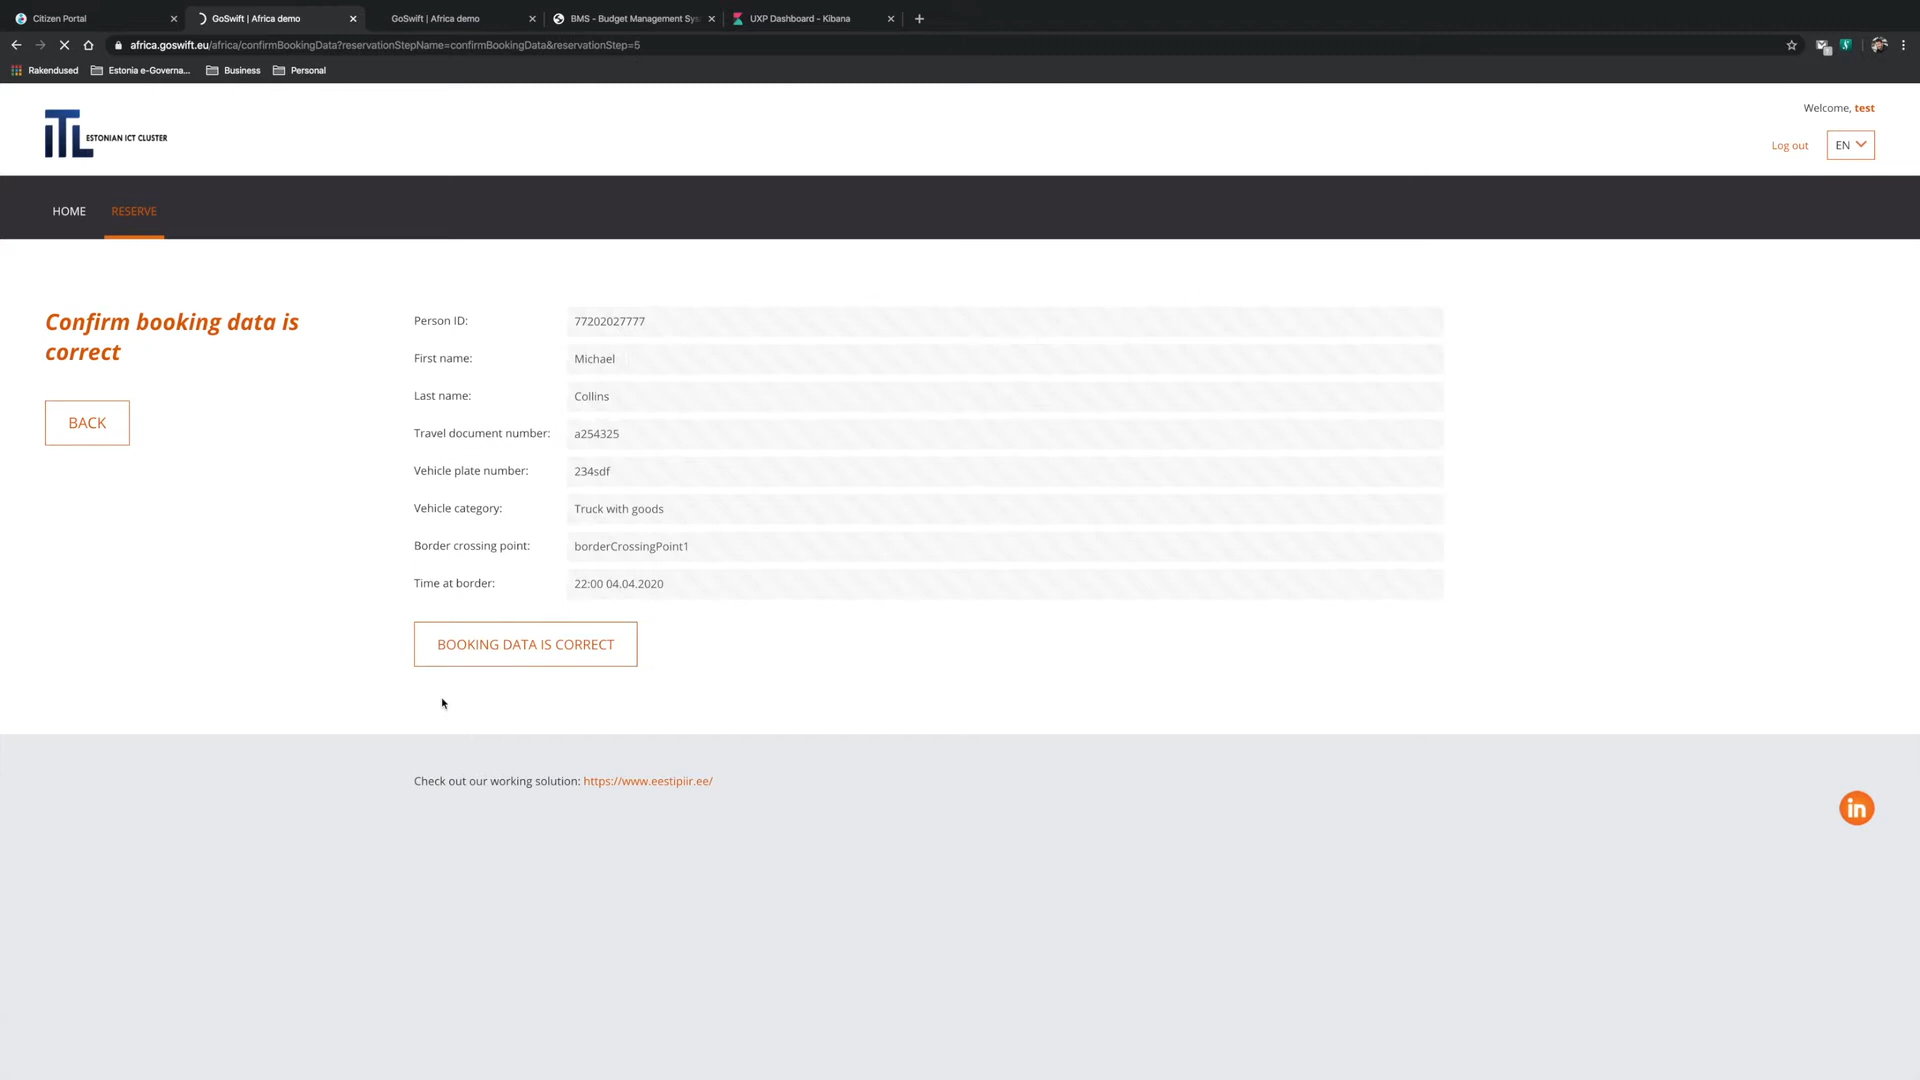 Citizen Portal
GoSwift | Africa demo
GoSwift | Africa demo
BMS - Budget Management Sys
UXP Dashboard - Kibana
africa.goswift.eu/africa/confirmBookingData?reservationStepName=confirmBookingData&reservationStep=5
Rakendused
Estonia e-Governa...
Business
Personal
ITL ESTONIAN ICT CLUSTER
Welcome, test
Log out
EN
HOME
RESERVE
Confirm booking data is
correct
BACK
Person ID: 77202027777
First name: Michael
Last name: Collins
Travel document number: a254325
Vehicle plate number: 234sdf
Vehicle category: Truck with goods
Border crossing point: borderCrossingPoint1
Time at border: 22:00 04.04.2020
BOOKING DATA IS CORRECT
Check out our working solution: https://www.eestipiir.ee/
in